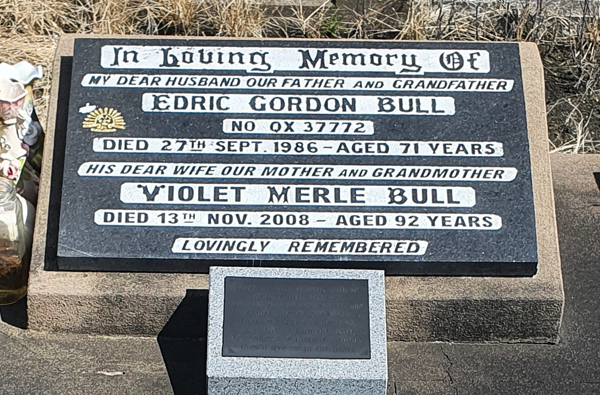 In Loving Memory Of
MY DEAR HUSBAND OUR FATHER AND GRANDFATHER
EDRIC GORDON BULL
NO QX 37772
DIED 27TH SEPT. 1986 - AGED 71 YEARS
HIS DEAR WIFE OUR MOTHER AND GRANDMOTHER
VIOLET MERLE BULL
DIED 13TH NOV. 2008 - AGED 92 YEARS
LOVINGLY REMEMBERED